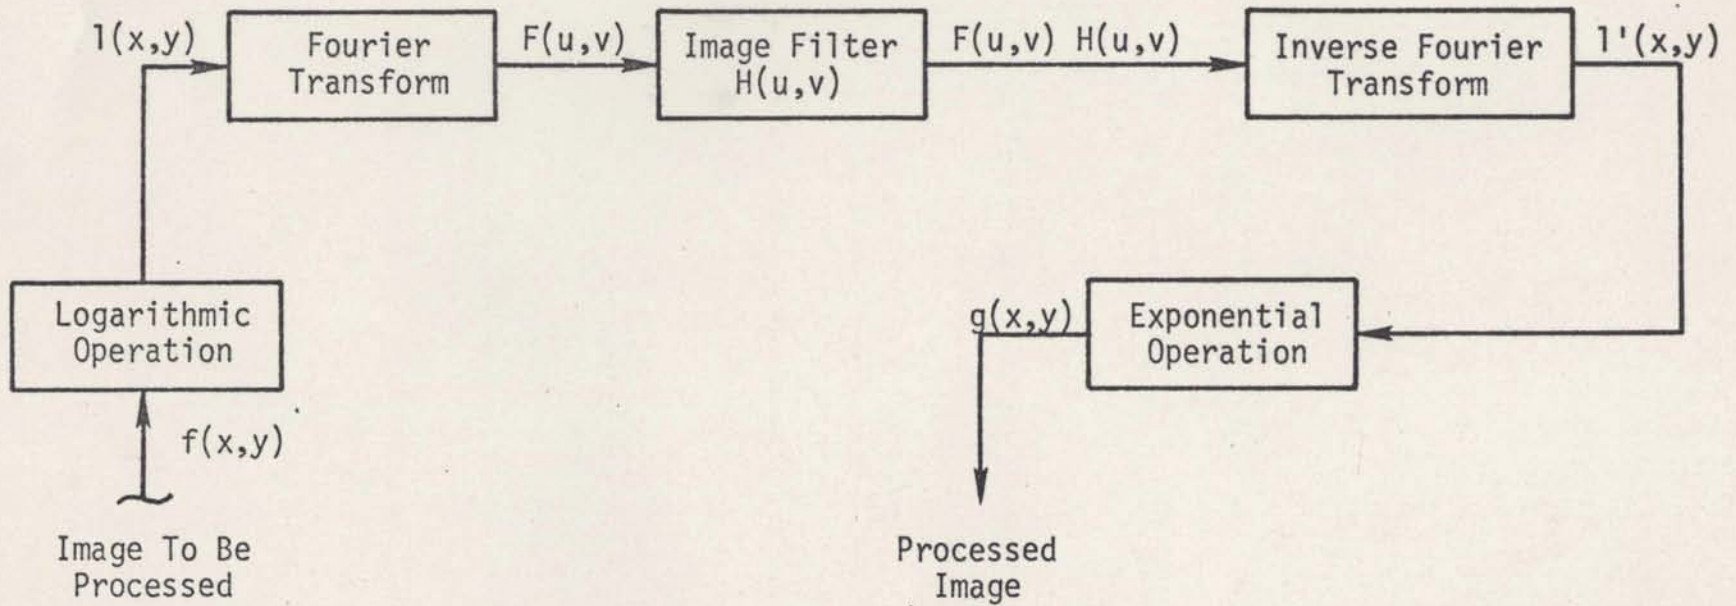 l(x,y)
Fourier
Transform
F(u,v)
Image Filter
H(u,v)
F(u,v) H(u,v)
Inverse Fourier
Transform
l'(x,y)
Logarithmic
Operation
g(x,y)
Exponential
Operation
f(x,y)
Image To Be
Processed
Processed
Image